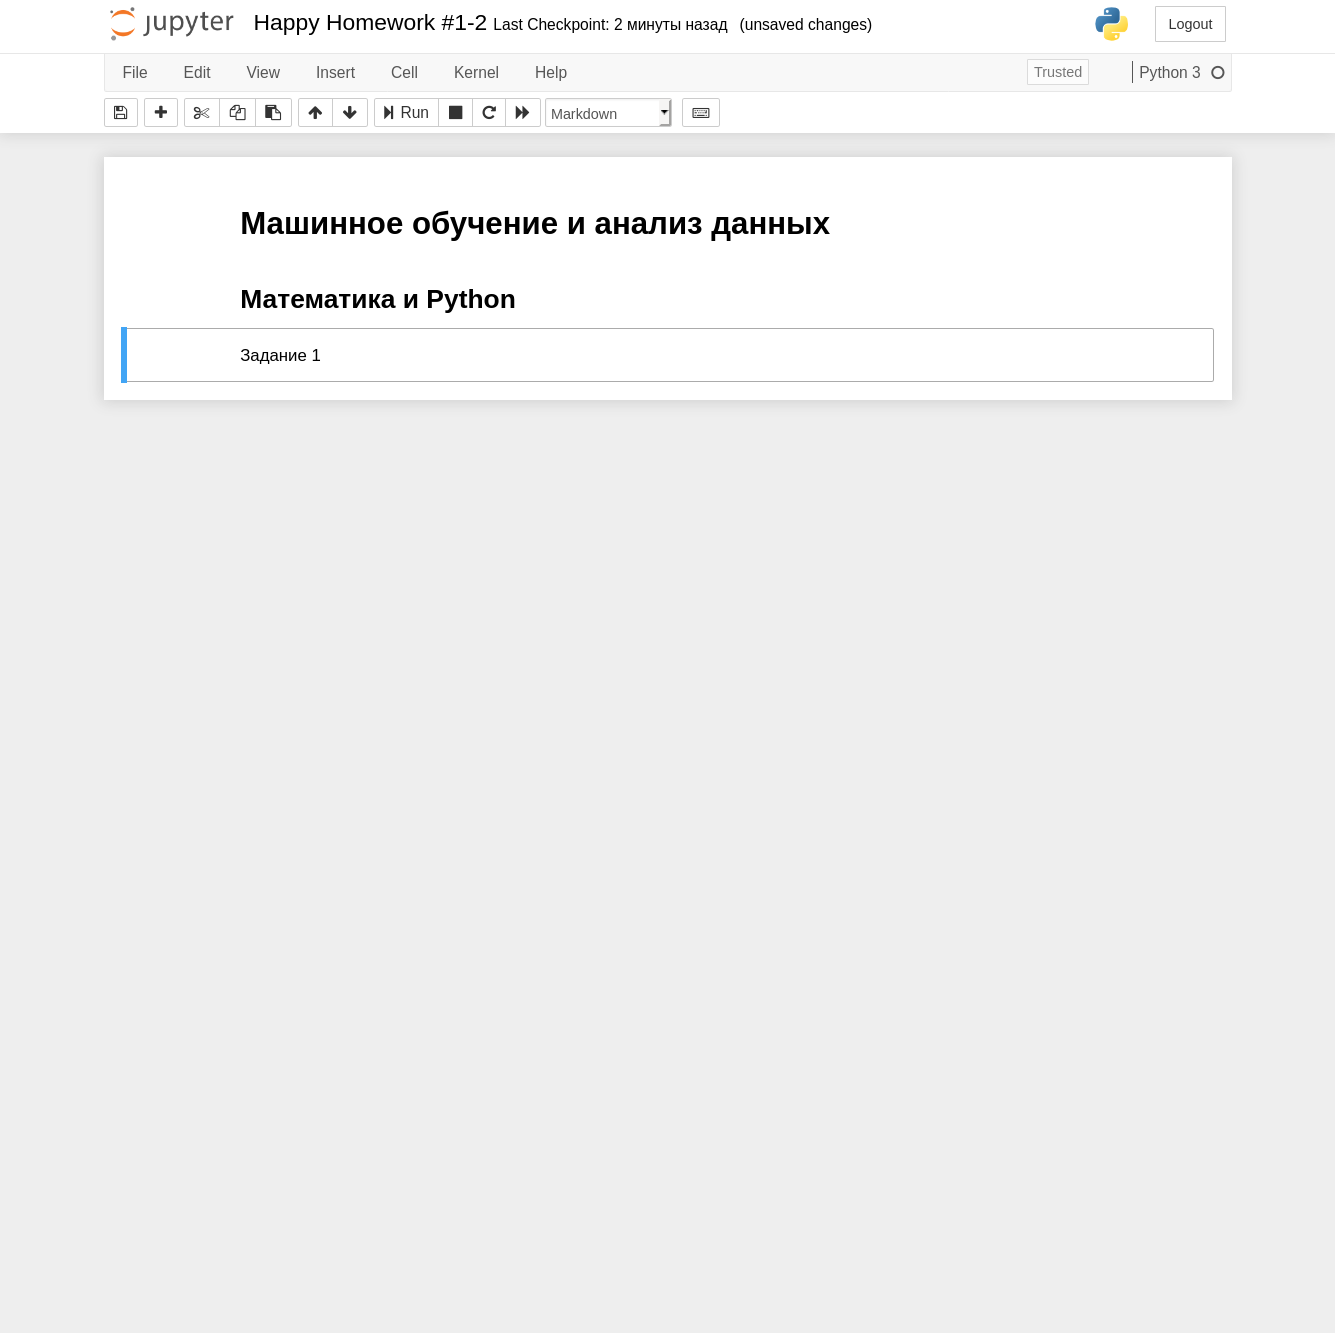 jupyter Happy Homework #1-2 Last Checkpoint: 2 минуты назад (unsaved changes) Logout
File Edit View Insert Cell Kernel Help Trusted Python 3
Run Markdown
Машинное обучение и анализ данных
Математика и Python
Задание 1